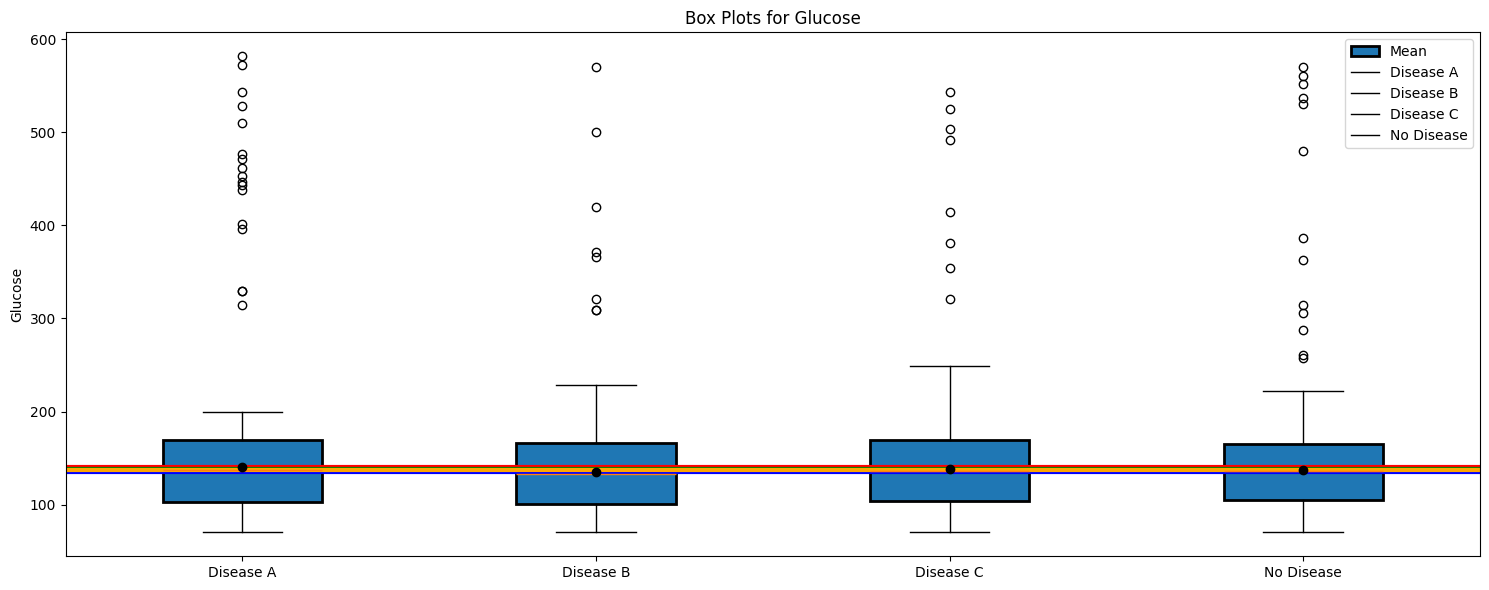 Box Plots for Glucose
600
500
400
300
200
100
Glucose
Mean
Disease A
Disease B
Disease C
No Disease
Disease A
Disease B
Disease C
No Disease